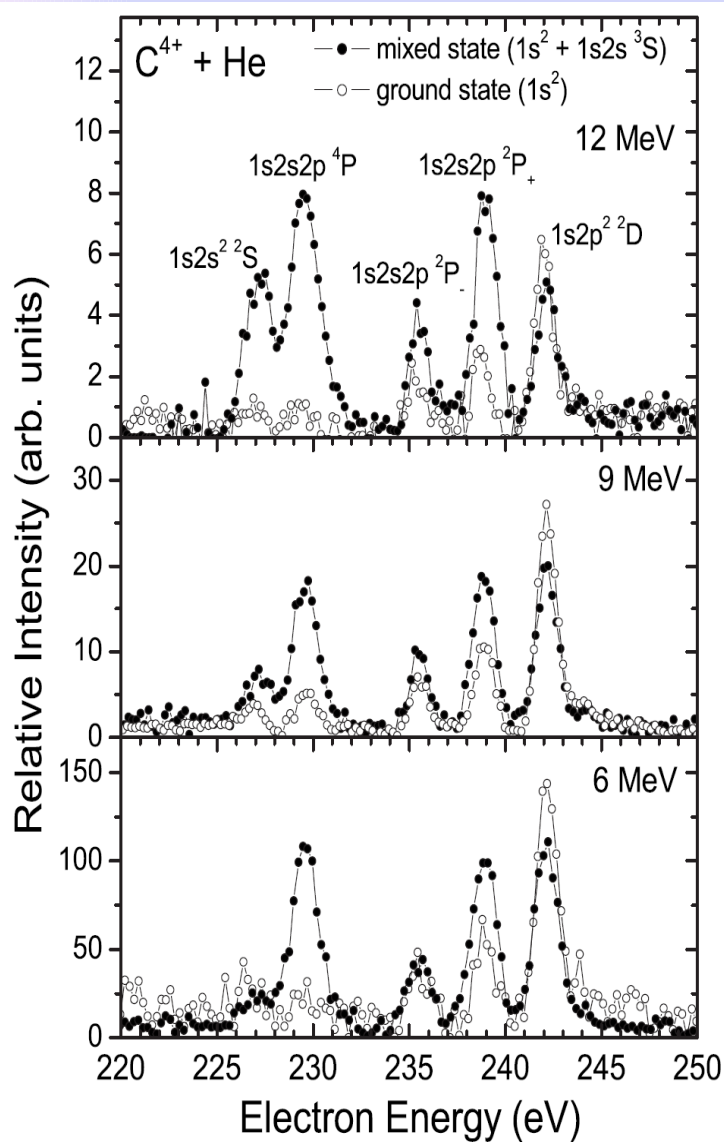 C⁴⁺ + He
mixed state (1s² + 1s2s ³S)
ground state (1s²)
12 MeV
1s2s2p ⁴P
1s2s2p ²P₊
1s2s² ²S
1s2s2p ²P₋
1s2p² ²D
12
10
8
6
4
2
0
9 MeV
30
20
10
0
6 MeV
150
100
50
0
220 225 230 235 240 245 250
Electron Energy (eV)
Relative Intensity (arb. units)